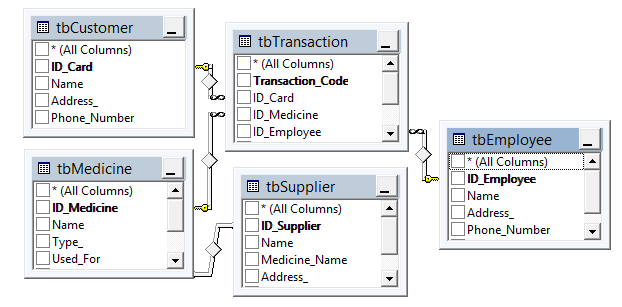 tbCustomer
* (All Columns)
ID_Card
Name
Address_
Phone_Number
tbTransaction
* (All Columns)
Transaction_Code
ID_Card
ID_Medicine
ID_Employee
tbEmployee
* (All Columns)
ID_Employee
Name
Address_
Phone_Number
tbMedicine
* (All Columns)
ID_Medicine
Name
Type_
Used_For
tbSupplier
* (All Columns)
ID_Supplier
Name
Medicine_Name
Address_